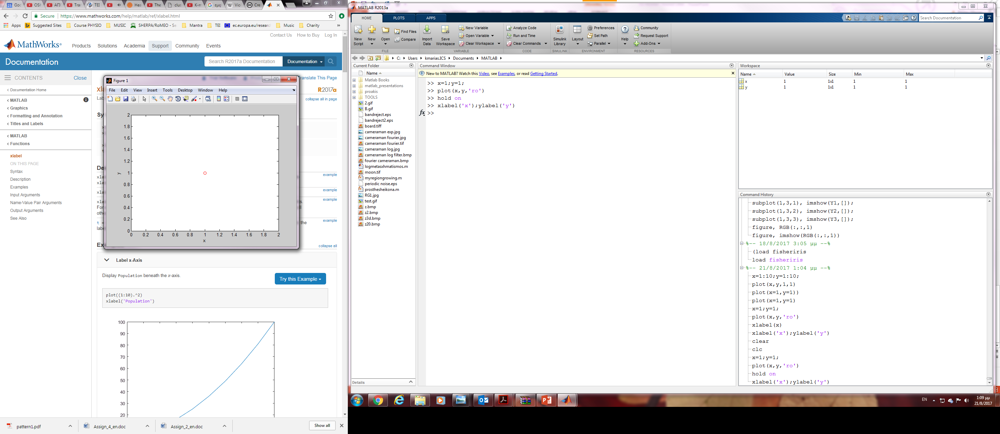 Goc
OSH
ΑΓΙ
Trar
TEI
Hea
The
clus
K-m
εμφ
Vio
Cre
Secure https://www.mathworks.com/help/matlab/ref/xlabel.html
Apps Suggested Sites Course PHYSIO MUSIC SHERPA/RoMEO - Se Mantra TEI ec.europa.eu/researc Music Charity »
Contact Us How to Buy Log In
MathWorks® Products Solutions Academia Support Community Events
Documentation Search R2017a Documentation Documentation
CONTENTS Close
Translate This Page
R2017a
collapse all in page
‹ Documentation Home
‹ MATLAB
‹ Graphics
‹ Formatting and Annotation
‹ Titles and Labels
‹ MATLAB
‹ Functions
xlabel
ON THIS PAGE
Syntax
Description
Examples
Input Arguments
Name-Value Pair Arguments
Output Arguments
See Also
Figure 1
File Edit View Insert Tools Desktop Window Help
2
1.8
1.6
1.4
1.2
1
0.8
0.6
0.4
0.2
0
y
0 0.2 0.4 0.6 0.8 1 1.2 1.4 1.6 1.8 2
x
example
example
example
example
the
collapse all
Label x-Axis
Display Population beneath the x-axis.
Try this Example
plot((1:10).^2)
xlabel('Population')
100
90
80
70
60
50
40
30
20
pattern1.pdf Assign_4_en.doc Assign_2_en.doc Show all
MATLAB R2013a
HOME PLOTS APPS
Search Documentation
New Script
New
Open
Find Files
Compare
Import Data
Save Workspace
New Variable
Open Variable
Clear Workspace
Analyze Code
Run and Time
Clear Commands
Simulink Library
Layout
Preferences
Set Path
Parallel
Help
Community
Request Support
Add-Ons
FILE VARIABLE CODE SIMULINK ENVIRONMENT RESOURCES
C: Users kmarias.ICS Documents MATLAB
Current Folder
Name
Matlab Books
matlab_presentations
proakis
TOOLS
2.gif
B.gif
bandreject.eps
bandreject2.eps
board.tiff
cameraman exp.jpg
cameraman fourier.jpg
cameraman fourier.tif
cameraman log.jpg
cameraman log filter.bmp
fourier cameraman.bmp
logmetasxhmatismos.m
moon.tif
myregiongrowing.m
periodic noise.eps
prosthesheikona.m
RG1.jpg
test.gif
z.bmp
z2.bmp
z3d.bmp
z20.bmp
Details
Command Window
New to MATLAB? Watch this Video, see Examples, or read Getting Started.
>> x=1;y=1;
>> plot(x,y,'ro')
>> hold on
>> xlabel('x');ylabel('y')
fx >>
Workspace
Name Value Size Min Max
x 1 1x1 1 1
y 1 1x1 1 1
Command History
subplot(1,3,1), imshow(Y1,[]);
subplot(1,3,2), imshow(Y2,[]);
subplot(1,3,3), imshow(Y3,[]);
figure, RGB(:,:,1)
figure, imshow(RGB(:,:,1))
%-- 18/8/2017 3:05 μμ --%
(load fisheriris
load fisheriris
%-- 21/8/2017 1:04 μμ --%
x=1:10;y=1:10;
plot(x,y,1,1)
plot(x=1,y=1))
plot(x=1,y=1)
x=1;y=1;
plot(x,y,'ro')
xlabel(x)
xlabel('x');ylabel('y')
clear
clc
x=1;y=1;
plot(x,y,'ro')
hold on
xlabel('x');ylabel('y')
EN
1:09 μμ
21/8/2017